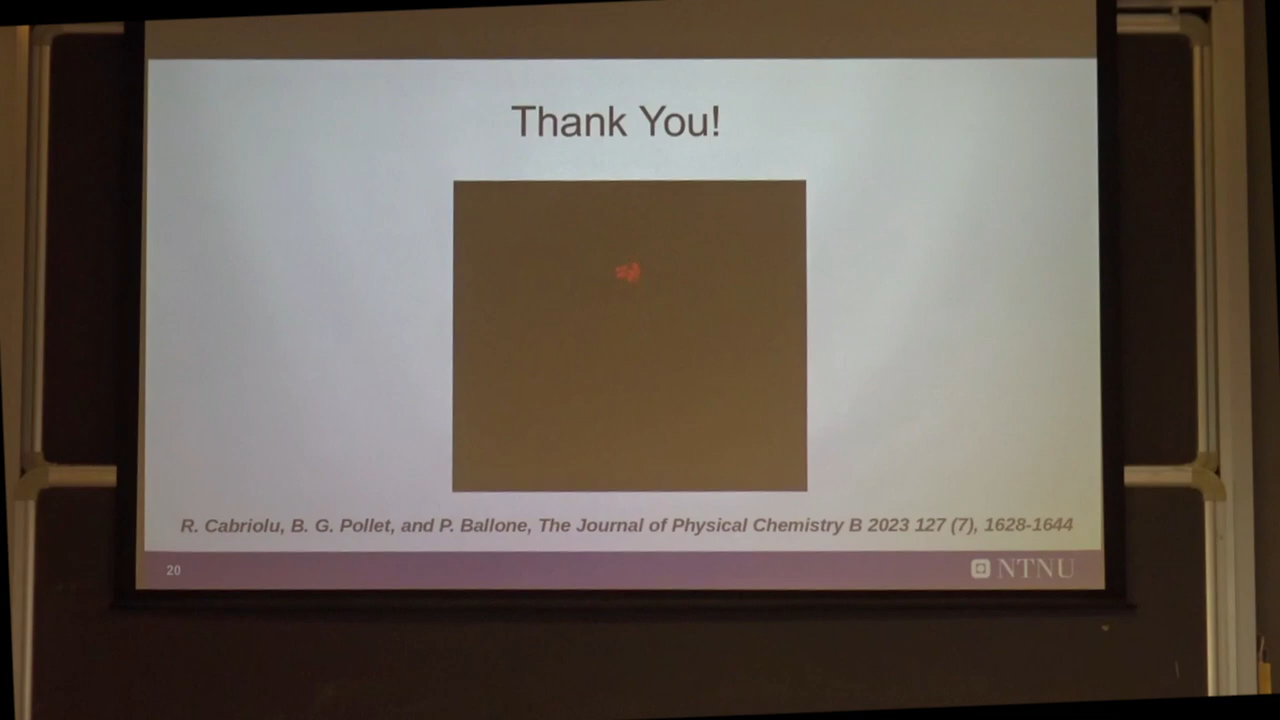 Thank You!
R. Cabriolu, B. G. Pollet, and P. Ballone, The Journal of Physical Chemistry B 2023 127 (7), 1628-1644
20
NTNU